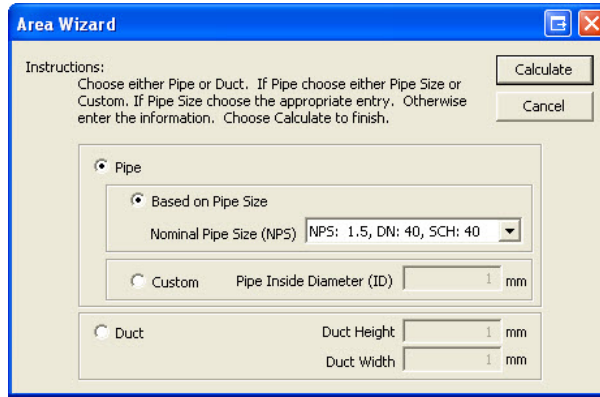 Area Wizard
Instructions:
Choose either Pipe or Duct. If Pipe choose either Pipe Size or
Custom. If Pipe Size choose the appropriate entry. Otherwise
enter the information. Choose Calculate to finish.
Calculate
Cancel
Pipe
Based on Pipe Size
Nominal Pipe Size (NPS) NPS: 1.5, DN: 40, SCH: 40
Custom Pipe Inside Diameter (ID) 1 mm
Duct Duct Height 1 mm
Duct Width 1 mm